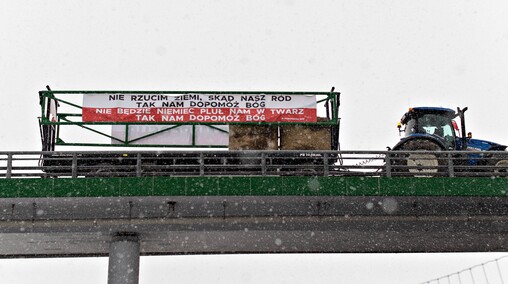 NIE RZUCIM ZIEMI, SKĄD NASZ RÓD
TAK NAM DOPOMÓŻ BÓG
NIE BĘDZIE NIEMIEC PLUŁ NAM W TWARZ
TAK NAM DOPOMÓŻ BÓG